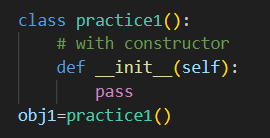 class practice1():
    # with constructor
    def __init__(self):
        pass
obj1=practice1()